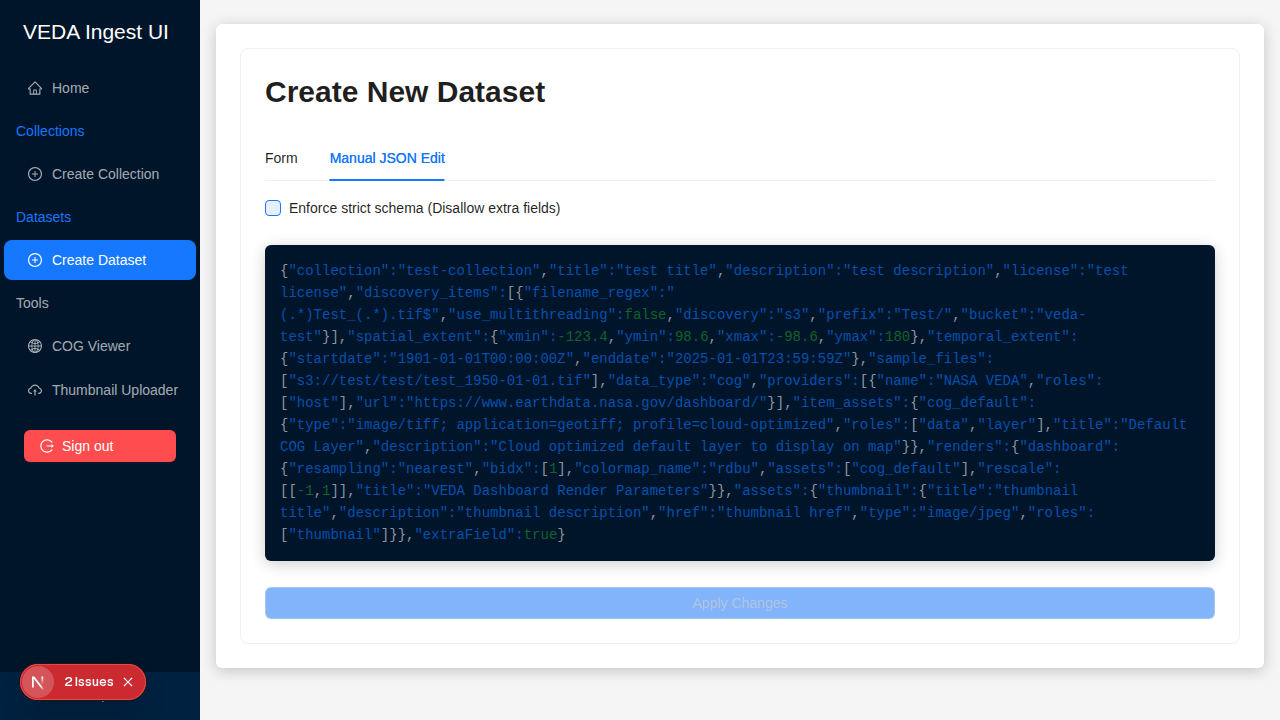 VEDA Ingest UI
Home
Collections
Create Collection
Datasets
Create Dataset
Tools
COG Viewer
Thumbnail Uploader
Sign out
2 Issues
Create New Dataset
Form
Manual JSON Edit
Enforce strict schema (Disallow extra fields)
{"collection":"test-collection","title":"test title","description":"test description","license":"test
license","discovery_items":[{"filename_regex":"
(.*)Test_(.*).tif$","use_multithreading":false,"discovery":"s3","prefix":"Test/","bucket":"veda-
test"}],"spatial_extent":{"xmin":-123.4,"ymin":98.6,"xmax":-98.6,"ymax":180},"temporal_extent":
{"startdate":"1901-01-01T00:00:00Z","enddate":"2025-01-01T23:59:59Z"},"sample_files":
["s3://test/test/test_1950-01-01.tif"],"data_type":"cog","providers":[{"name":"NASA VEDA","roles":
["host"],"url":"https://www.earthdata.nasa.gov/dashboard/"}],"item_assets":{"cog_default":
{"type":"image/tiff; application=geotiff; profile=cloud-optimized","roles":["data","layer"],"title":"Default
COG Layer","description":"Cloud optimized default layer to display on map"}},"renders":{"dashboard":
{"resampling":"nearest","bidx":[1],"colormap_name":"rdbu","assets":["cog_default"],"rescale":
[[-1,1]],"title":"VEDA Dashboard Render Parameters"}},"assets":{"thumbnail":{"title":"thumbnail
title","description":"thumbnail description","href":"thumbnail href","type":"image/jpeg","roles":
["thumbnail"]}},"extraField":true}
Apply Changes